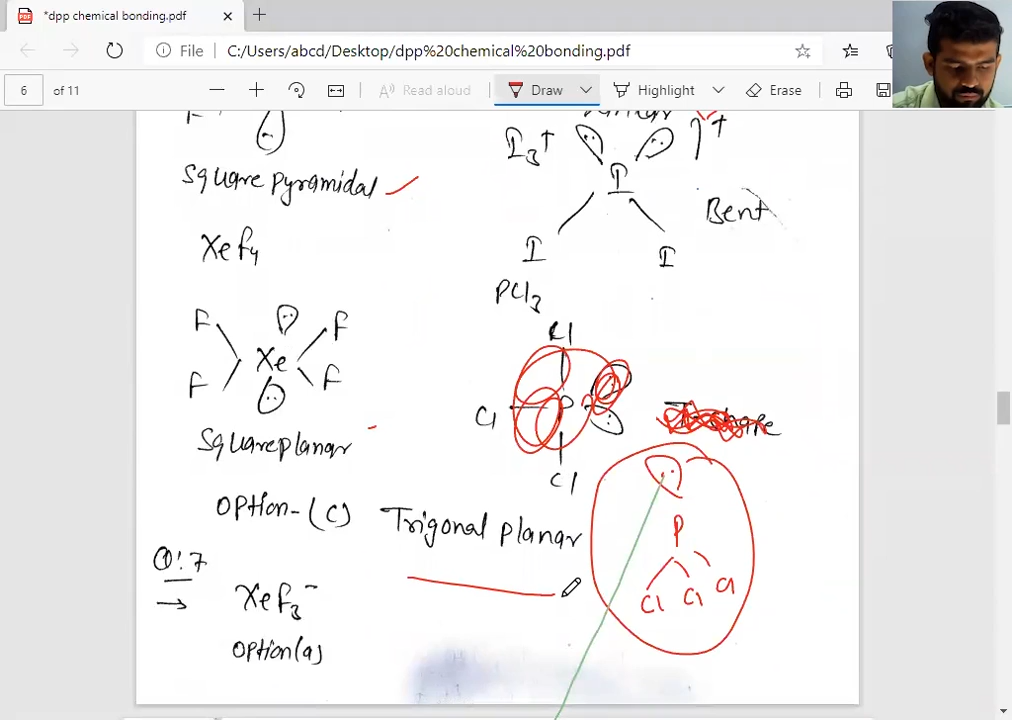 *dpp chemical bonding.pdf
File C:/Users/abcd/Desktop/dpp%20chemical%20bonding.pdf
6 of 11 Read aloud Draw Highlight Erase
F
Square pyramidal
XeF4
F F
Xe
F F
Square planar
Option-(C)
Q!.7
→ XeF3-
Option(a)
I3+ ]+
I
I I
Bent
PCl3
Cl
Cl P
Cl
Trigonal planar
P
Cl Cl Cl